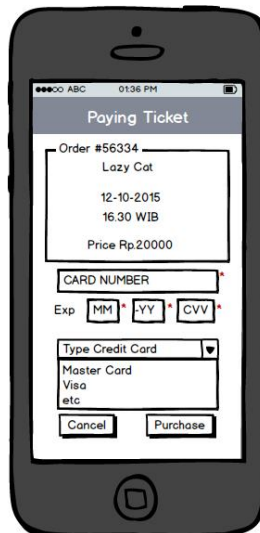 ABC 01:36 PM
Paying Ticket
Order #56334
Lazy Cat
12-10-2015
16.30 WIB
Price Rp.20000
CARD NUMBER *
Exp MM * -YY * CVV *
Type Credit Card
Master Card
Visa
etc
Cancel Purchase